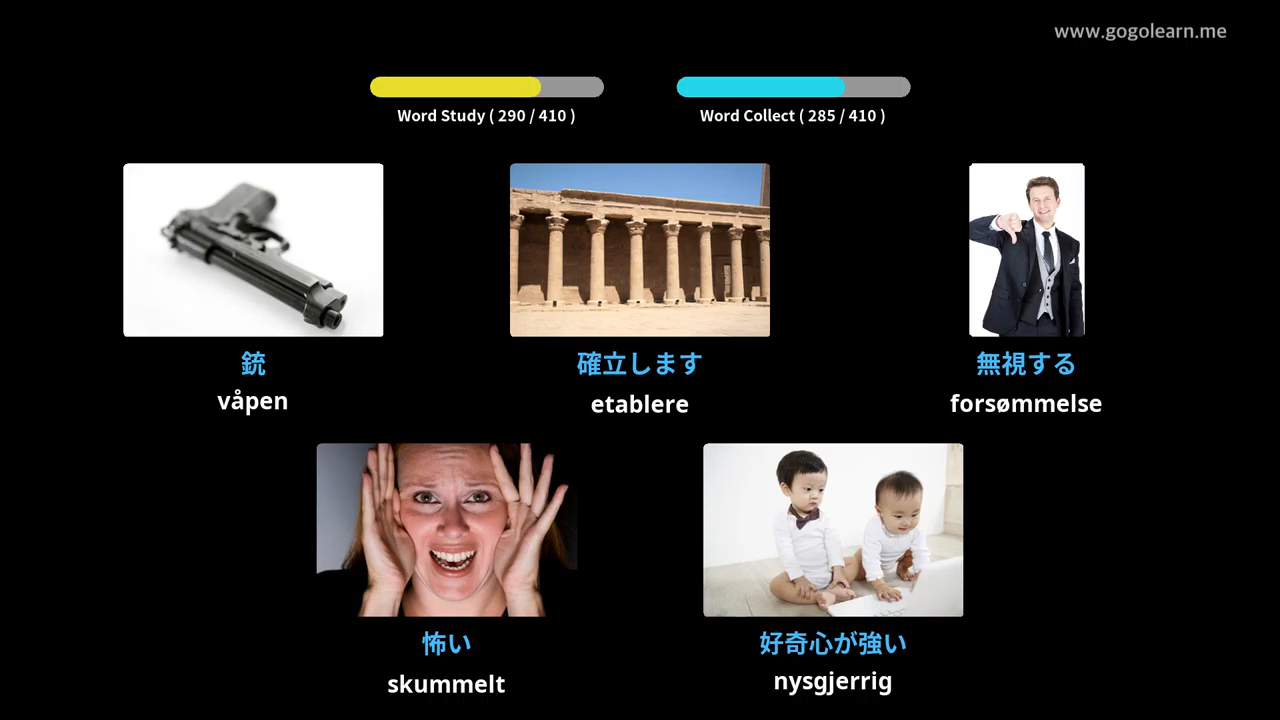 www.gogolearn.me
Word Study ( 290 / 410 )
Word Collect ( 285 / 410 )
銃
våpen
確立します
etablere
無視する
forsømmelse
怖い
skummelt
好奇心が強い
nysgjerrig